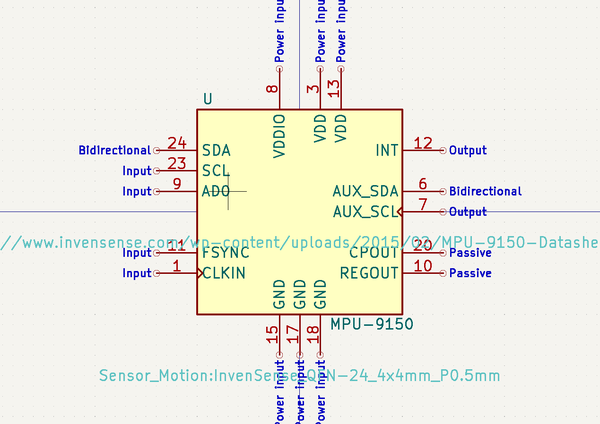 Power input
Power input
Power input
8
3
13
U
VDDIO
VDD
VDD
Bidirectional 24 SDA
INT 12 Output
Input 23 SCL
Input 9 AD0
AUX_SDA 6 Bidirectional
AUX_SCL 7 Output
//www.invensense.com/wp-content/uploads/2015/02/MPU-9150-Datashe
Input 11 FSYNC
CPOUT 20 Passive
Input 1 CLKIN
REGOUT 10 Passive
GND
GND
GND
15
17
18
MPU-9150
Sensor_Motion:InvenSense_QFN-24_4x4mm_P0.5mm
Power input
Power input
Power input